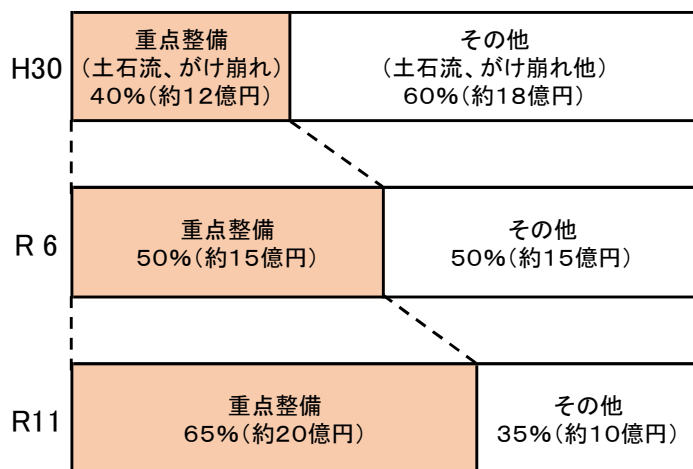 H30
重点整備
(土石流、がけ崩れ)
40%(約12億円)
その他
(土石流、がけ崩れ他)
60%(約18億円)
R 6
重点整備
50%(約15億円)
その他
50%(約15億円)
R11
重点整備
65%(約20億円)
その他
35%(約10億円)